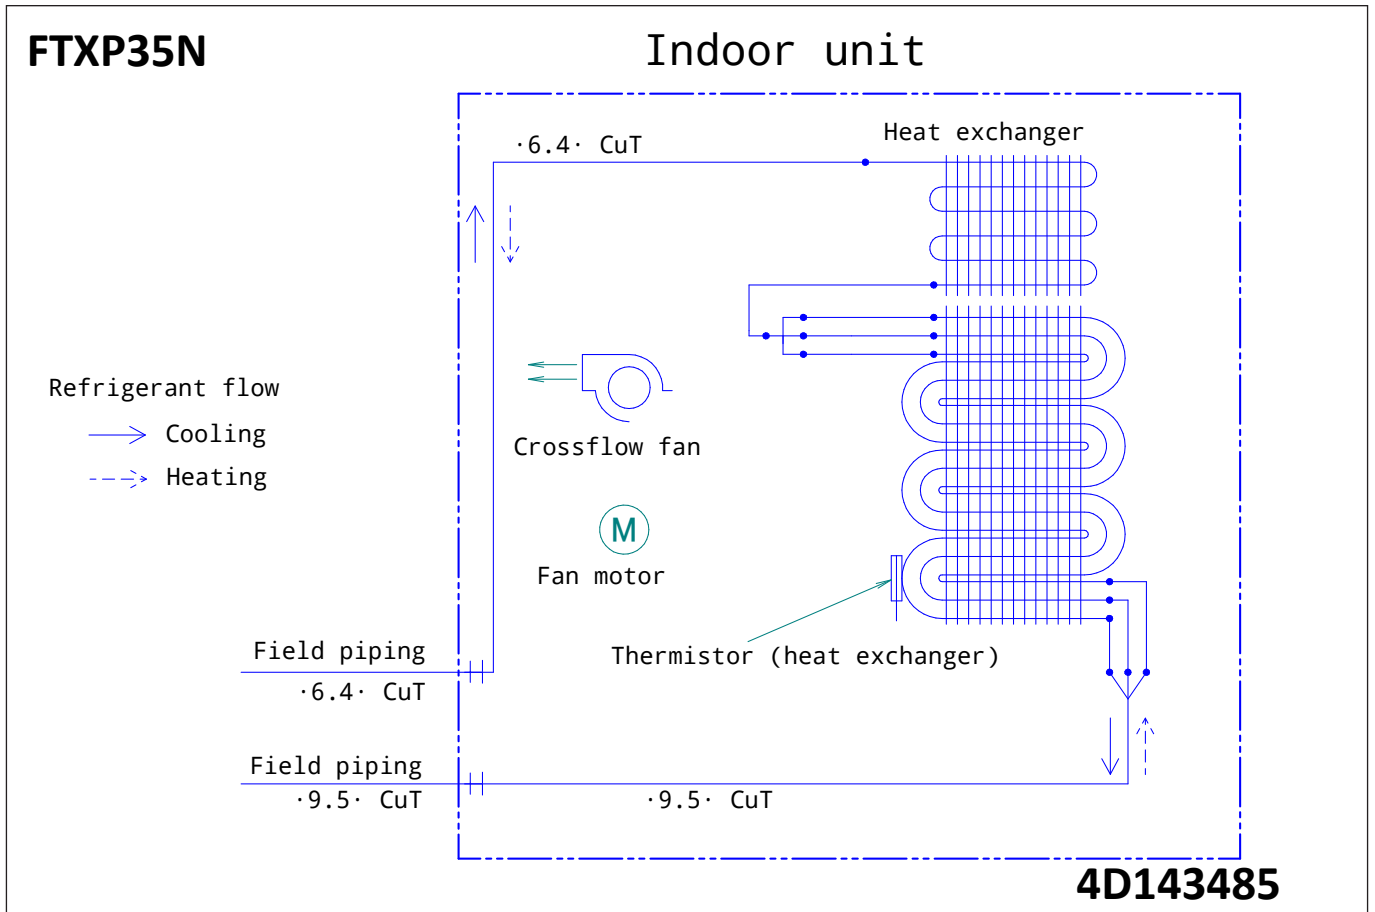 FTXP35N
Indoor unit
·6.4· CuT
Heat exchanger
Refrigerant flow
Cooling
Heating
Crossflow fan
M
Fan motor
Thermistor (heat exchanger)
Field piping
·6.4· CuT
Field piping
·9.5· CuT
·9.5· CuT
4D143485